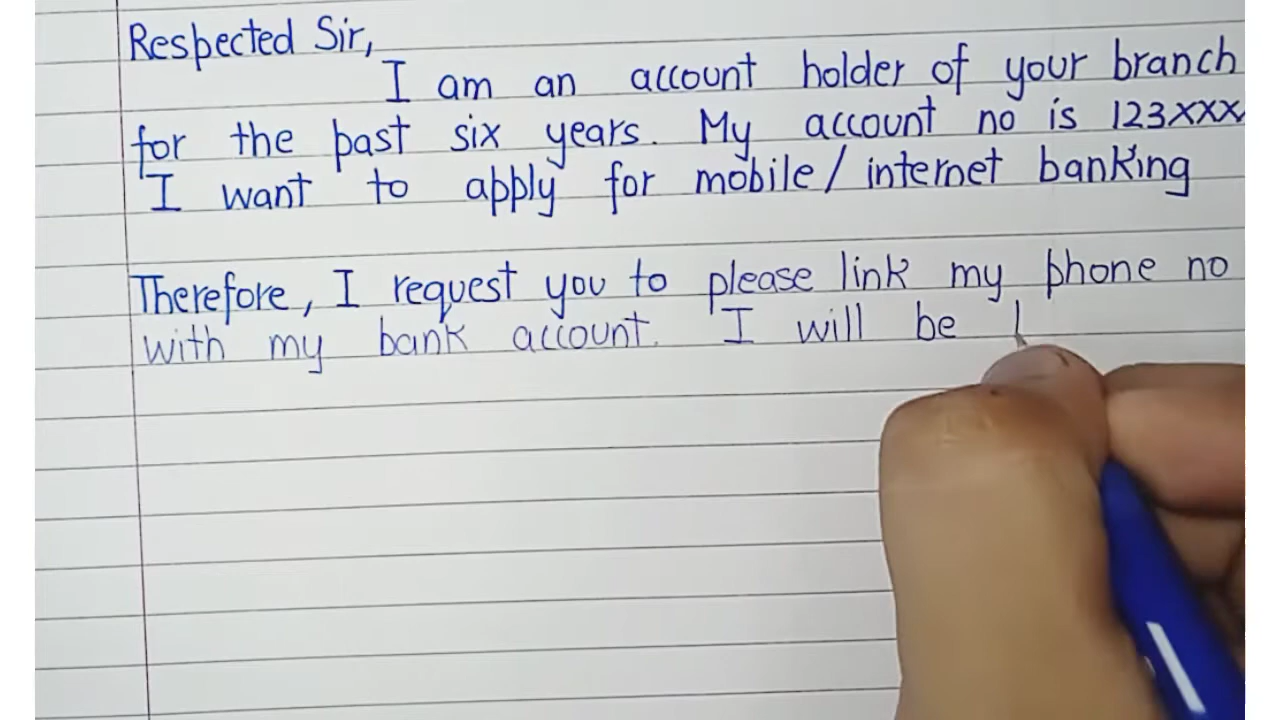 Respected Sir,
I am an account holder of your branch
for the past six years. My account no is 123xxx
I want to apply for mobile/internet banking
Therefore, I request you to please link my phone no
with my bank account. I will be